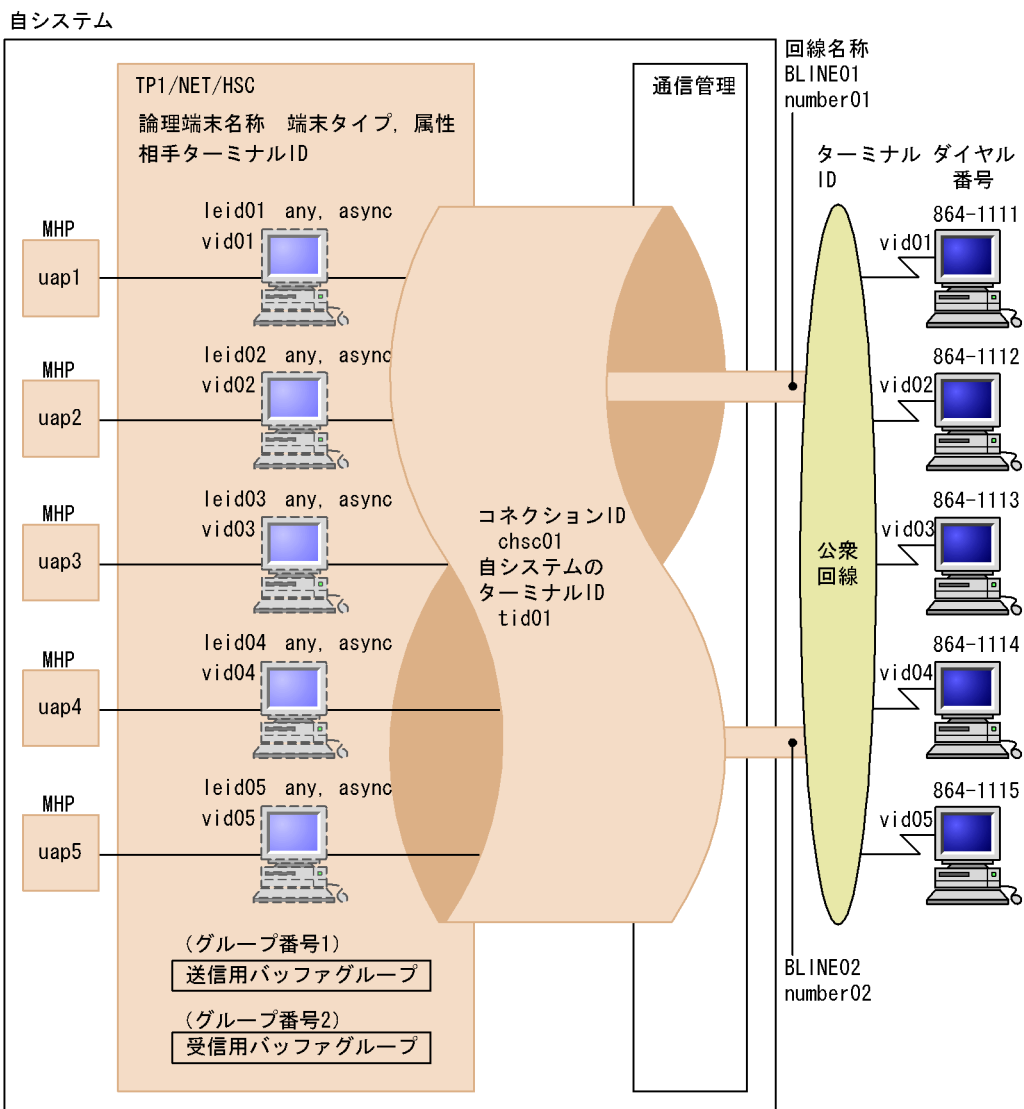 自システム
TP1/NET/HSC
論理端末名称 端末タイプ, 属性
相手ターミナルID
通信管理
回線名称
BLINE01
number01
ターミナル
ID
ダイヤル
番号
MHP
uap1
leid01 any, async
vid01
vid01
864-1111
MHP
uap2
leid02 any, async
vid02
vid02
864-1112
MHP
uap3
leid03 any, async
vid03
vid03
864-1113
コネクションID
chsc01
自システムの
ターミナルID
tid01
公衆
回線
MHP
uap4
leid04 any, async
vid04
vid04
864-1114
MHP
uap5
leid05 any, async
vid05
vid05
864-1115
(グループ番号1)
送信用バッファグループ
(グループ番号2)
受信用バッファグループ
BLINE02
number02